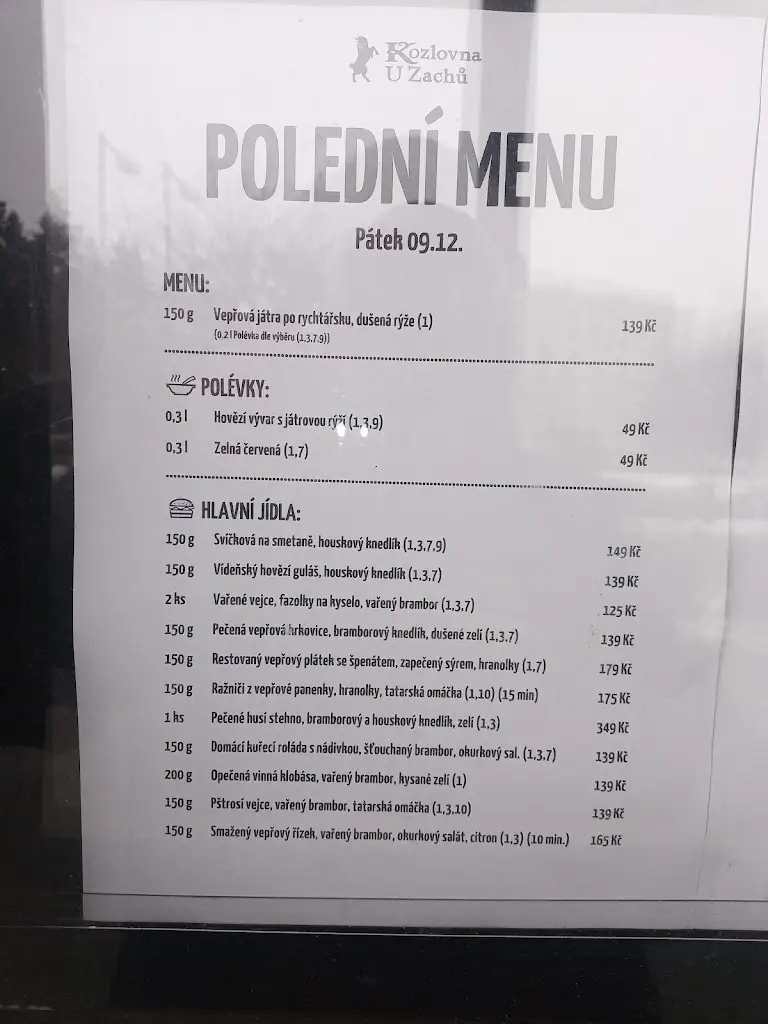 Kozlovna
U Zachů
POLEDNÍ MENU
Pátek 09.12.
MENU:
150 g Vepřová játra po rychtářsku, dušená rýže (1) 139 Kč
(0,2 l Polévka dle výběru (1,3,7,9))
POLÉVKY:
0,3 l Hovězí vývar s játrovou rýží (1,3,9) 49 Kč
0,3 l Zelná červená (1,7) 49 Kč
HLAVNÍ JÍDLA:
150 g Svíčková na smetaně, houskový knedlík (1,3,7,9) 149 Kč
150 g Vídeňský hovězí guláš, houskový knedlík (1,3,7) 139 Kč
2 ks Vařené vejce, fazolky na kyselo, vařený brambor (1,3,7) 125 Kč
150 g Pečená vepřová krkovice, bramborový knedlík, dušené zelí (1,3,7) 139 Kč
150 g Restovaný vepřový plátek se špenátem, zapečený sýrem, hranolky (1,7) 179 Kč
150 g Ražniči z vepřové panenky, hranolky, tatarská omáčka (1,10) (15 min) 175 Kč
1 ks Pečené husí stehno, bramborový a houskový knedlík, zelí (1,3) 349 Kč
150 g Domácí kuřecí roláda s nádivkou, šťouchaný brambor, okurkový sal. (1,3,7) 139 Kč
200 g Opečená vinná klobása, vařený brambor, kysané zelí (1) 139 Kč
150 g Pštrosí vejce, vařený brambor, tatarská omáčka (1,3,10) 139 Kč
150 g Smažený vepřový řízek, vařený brambor, okurkový salát, citron (1,3) (10 min.) 165 Kč